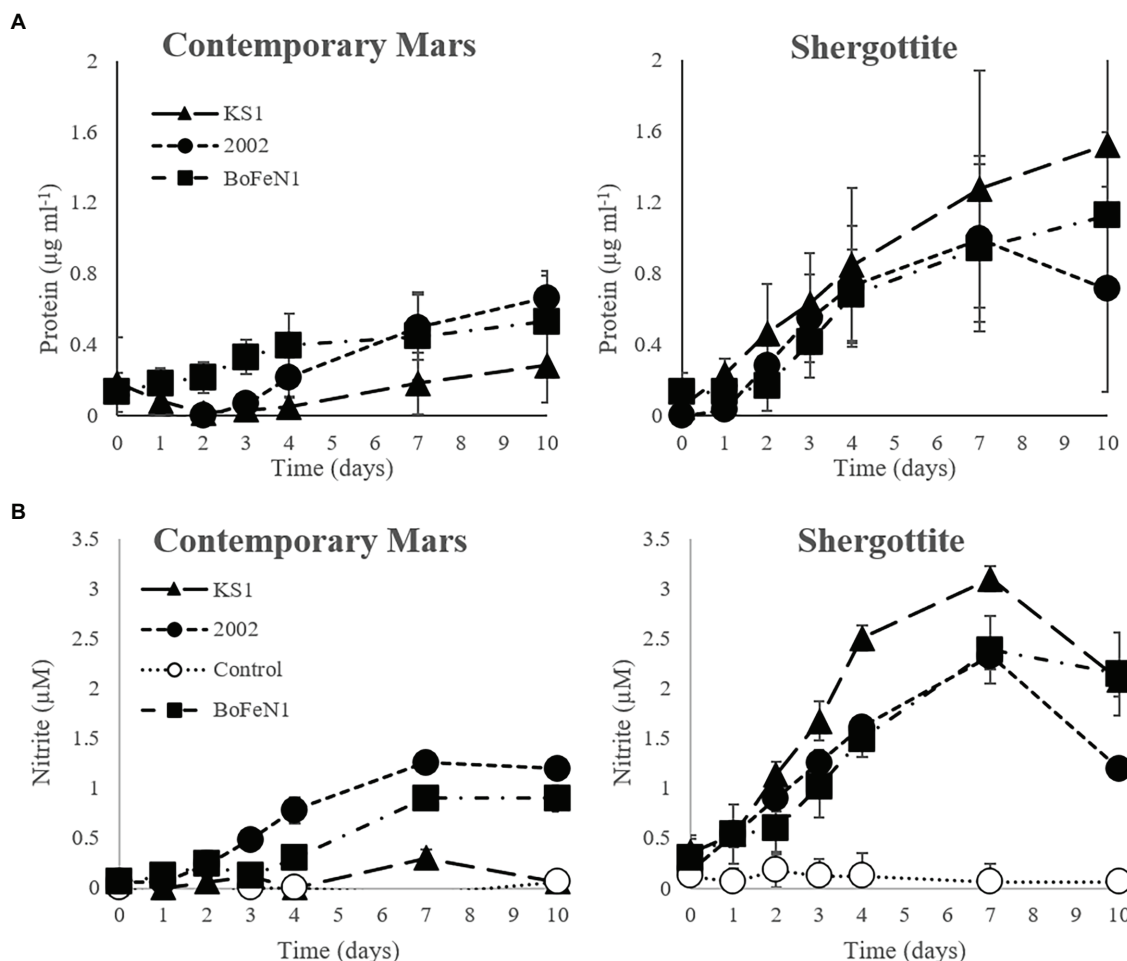 A
Contemporary Mars
Shergottite
2
1.6
1.2
0.8
0.4
0
Protein (µg ml-1)
KS1
2002
BoFeN1
0 1 2 3 4 5 6 7 8 9 10
Time (days)
2
1.6
1.2
0.8
0.4
0
Protein (µg ml-1)
0 1 2 3 4 5 6 7 8 9 10
Time (days)
B
Contemporary Mars
Shergottite
3.5
3
2.5
2
1.5
1
0.5
0
Nitrite (µM)
KS1
2002
Control
BoFeN1
0 1 2 3 4 5 6 7 8 9 10
Time (days)
3.5
3
2.5
2
1.5
1
0.5
0
Nitrite (µM)
0 1 2 3 4 5 6 7 8 9 10
Time (days)